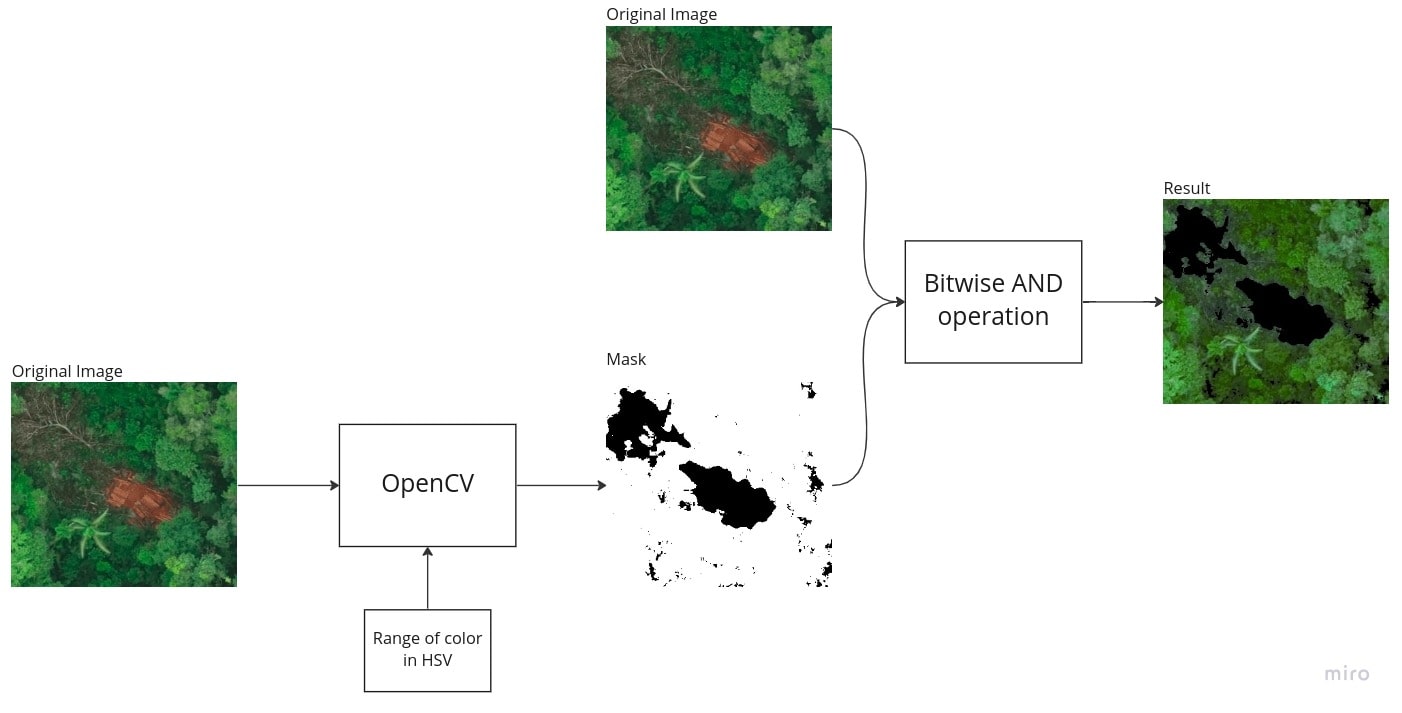 Original Image
Result
Bitwise AND
operation
Mask
Original Image
OpenCV
Range of color
in HSV
miro